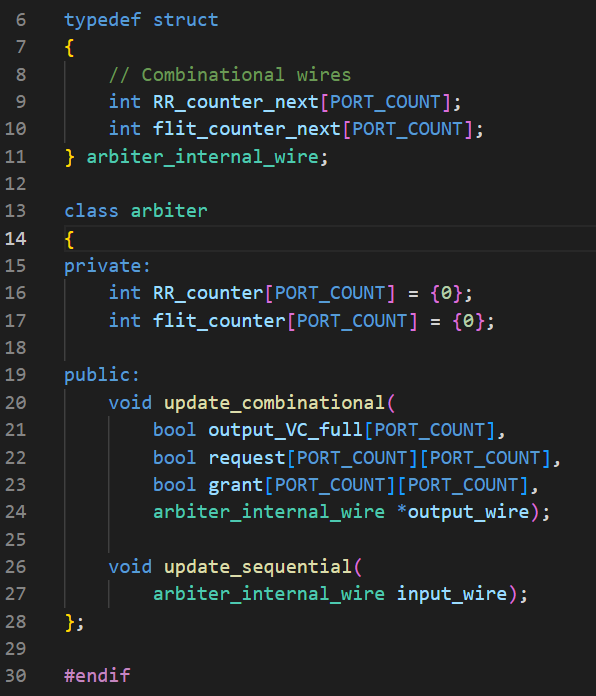 6 typedef struct
7 {
8     // Combinational wires
9     int RR_counter_next[PORT_COUNT];
10     int flit_counter_next[PORT_COUNT];
11 } arbiter_internal_wire;
12
13 class arbiter
14 {
15 private:
16     int RR_counter[PORT_COUNT] = {0};
17     int flit_counter[PORT_COUNT] = {0};
18
19 public:
20     void update_combinational(
21         bool output_VC_full[PORT_COUNT],
22         bool request[PORT_COUNT][PORT_COUNT],
23         bool grant[PORT_COUNT][PORT_COUNT],
24         arbiter_internal_wire *output_wire);
25
26     void update_sequential(
27         arbiter_internal_wire input_wire);
28 };
29
30 #endif